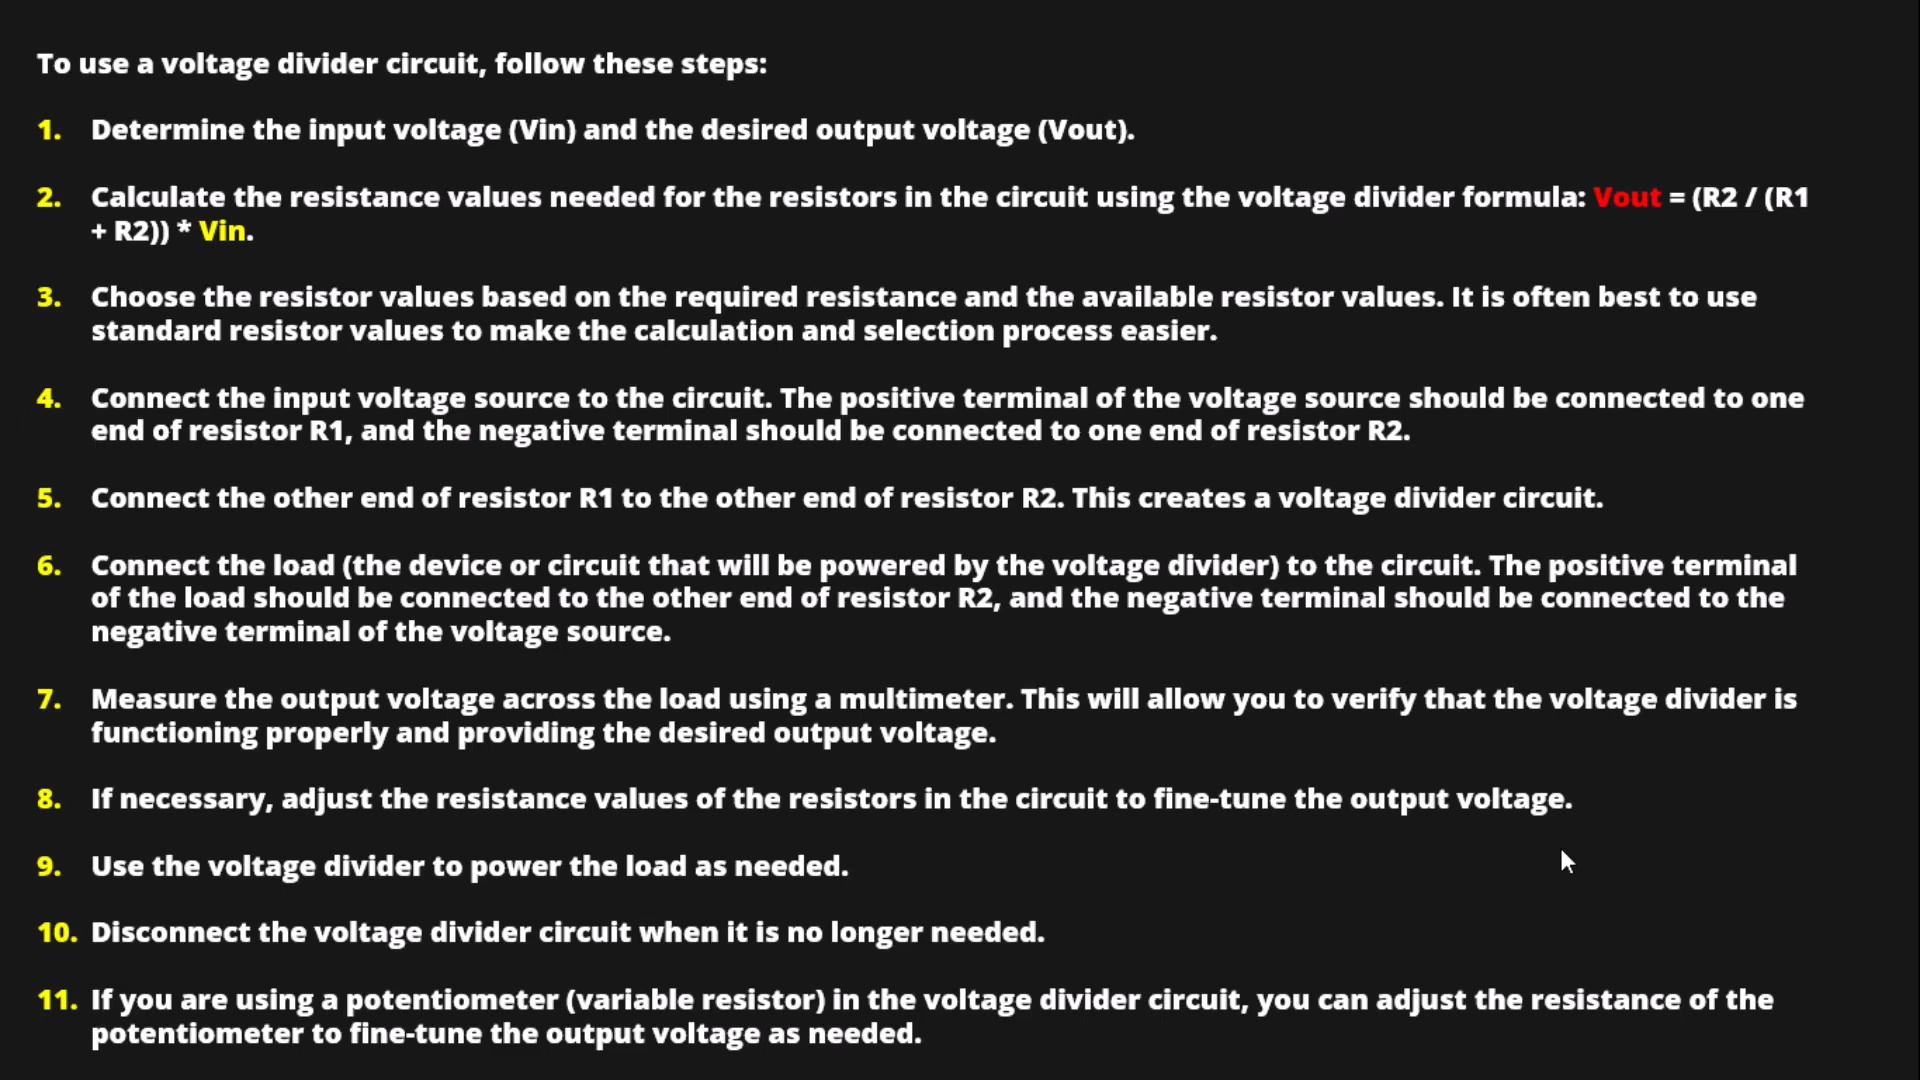 To use a voltage divider circuit, follow these steps:
1. Determine the input voltage (Vin) and the desired output voltage (Vout).
2. Calculate the resistance values needed for the resistors in the circuit using the voltage divider formula: Vout = (R2 / (R1
+ R2)) * Vin.
3. Choose the resistor values based on the required resistance and the available resistor values. It is often best to use
standard resistor values to make the calculation and selection process easier.
4. Connect the input voltage source to the circuit. The positive terminal of the voltage source should be connected to one
end of resistor R1, and the negative terminal should be connected to one end of resistor R2.
5. Connect the other end of resistor R1 to the other end of resistor R2. This creates a voltage divider circuit.
6. Connect the load (the device or circuit that will be powered by the voltage divider) to the circuit. The positive terminal
of the load should be connected to the other end of resistor R2, and the negative terminal should be connected to the
negative terminal of the voltage source.
7. Measure the output voltage across the load using a multimeter. This will allow you to verify that the voltage divider is
functioning properly and providing the desired output voltage.
8. If necessary, adjust the resistance values of the resistors in the circuit to fine-tune the output voltage.
9. Use the voltage divider to power the load as needed.
10. Disconnect the voltage divider circuit when it is no longer needed.
11. If you are using a potentiometer (variable resistor) in the voltage divider circuit, you can adjust the resistance of the
potentiometer to fine-tune the output voltage as needed.